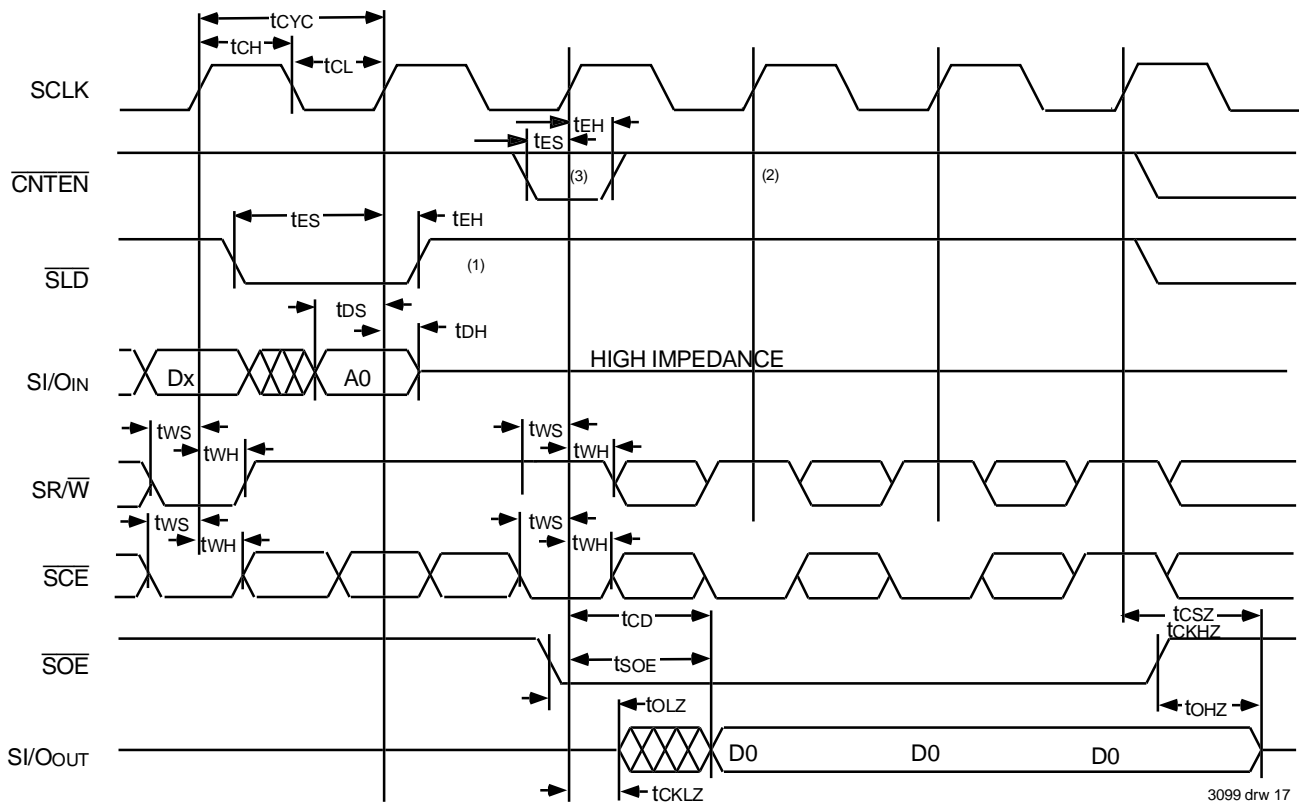 tCYC
tCH
tCL
SCLK
tEH
tES
CNTEN
(3)
(2)
tES
tEH
SLD
(1)
tDS
tDH
HIGH IMPEDANCE
SI/OIN
Dx
A0
tWS
tWS
tWH
tWH
SR/W
tWS
tWS
tWH
tWH
SCE
tCD
tCSZ
tCKHZ
SOE
tSOE
tOLZ
tOHZ
SI/OOUT
D0
D0
D0
tCKLZ
3099 drw 17